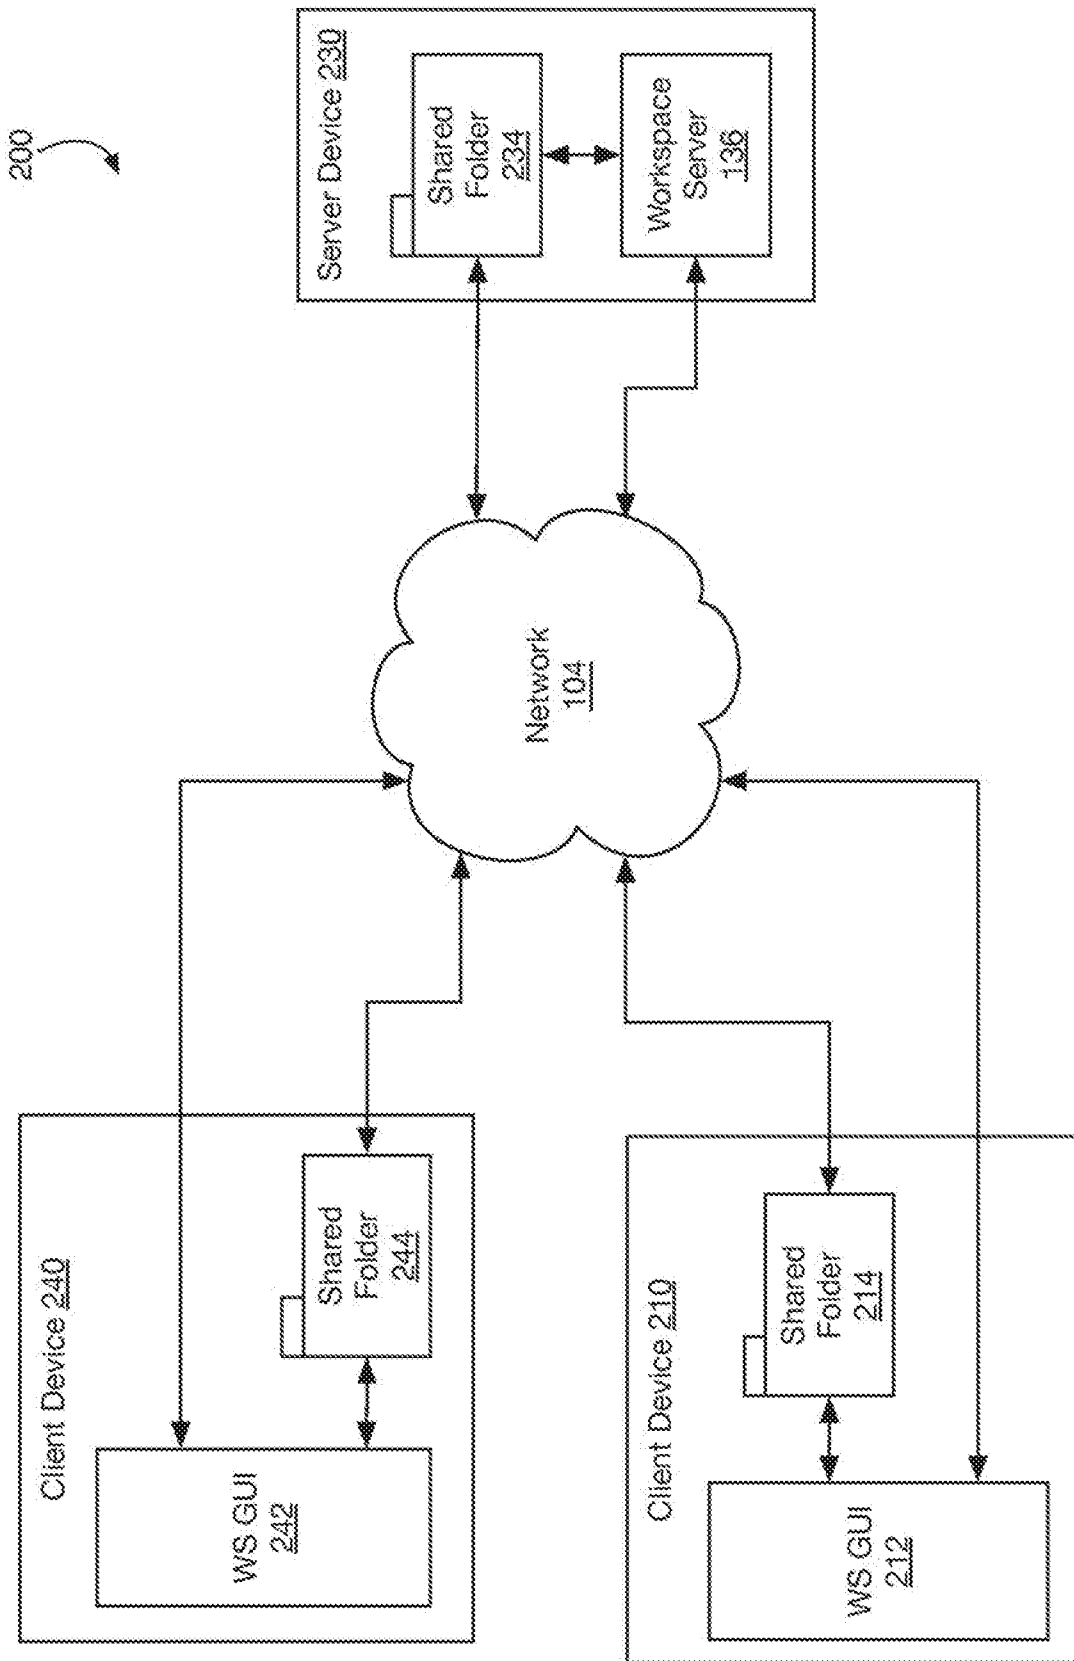 200
Client Device 240
WS GUI
242
Shared
Folder
244
Client Device 210
WS GUI
212
Shared
Folder
214
Network
104
Server Device 230
Shared
Folder
234
Workspace
Server
136